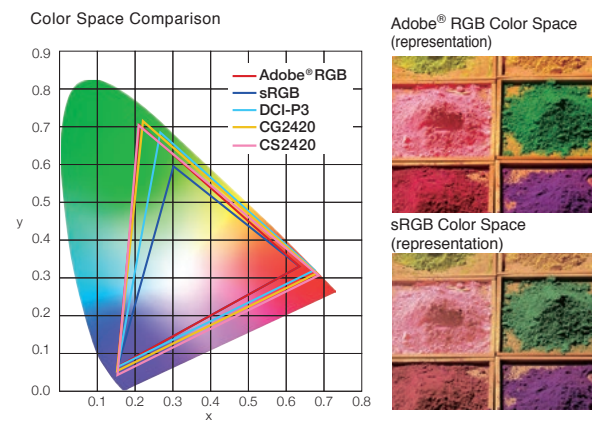 Color Space Comparison
0.9
0.8
0.7
0.6
0.5
0.4
0.3
0.2
0.1
0.0
y
0.1 0.2 0.3 0.4 0.5 0.6 0.7 0.8
x
Adobe®RGB
sRGB
DCI-P3
CG2420
CS2420
Adobe® RGB Color Space
(representation)
sRGB Color Space
(representation)